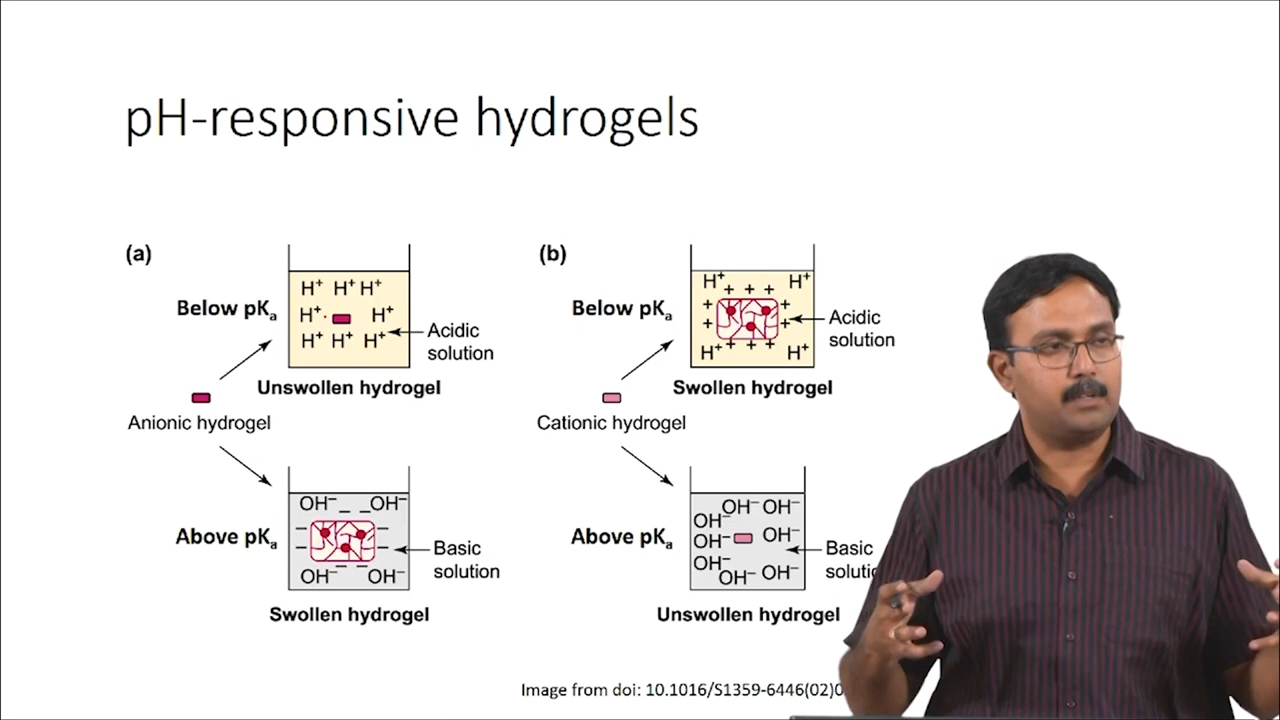 pH-responsive hydrogels
(a)
Below pKa
H+ H+ H+
H+ H+
H+ H+ H+
Acidic
solution
Unswollen hydrogel
Anionic hydrogel
Above pKa
OH− OH−
OH− OH−
Basic
solution
Swollen hydrogel
(b)
Below pKa
H+ + + + H+
+ +
+ +
H+ + + + H+
Acidic
solution
Swollen hydrogel
Cationic hydrogel
Above pKa
OH− OH−
OH−
OH− OH−
OH−
OH− OH−
Basic
Unswollen hydrogel
Image from doi: 10.1016/S1359-6446(02)